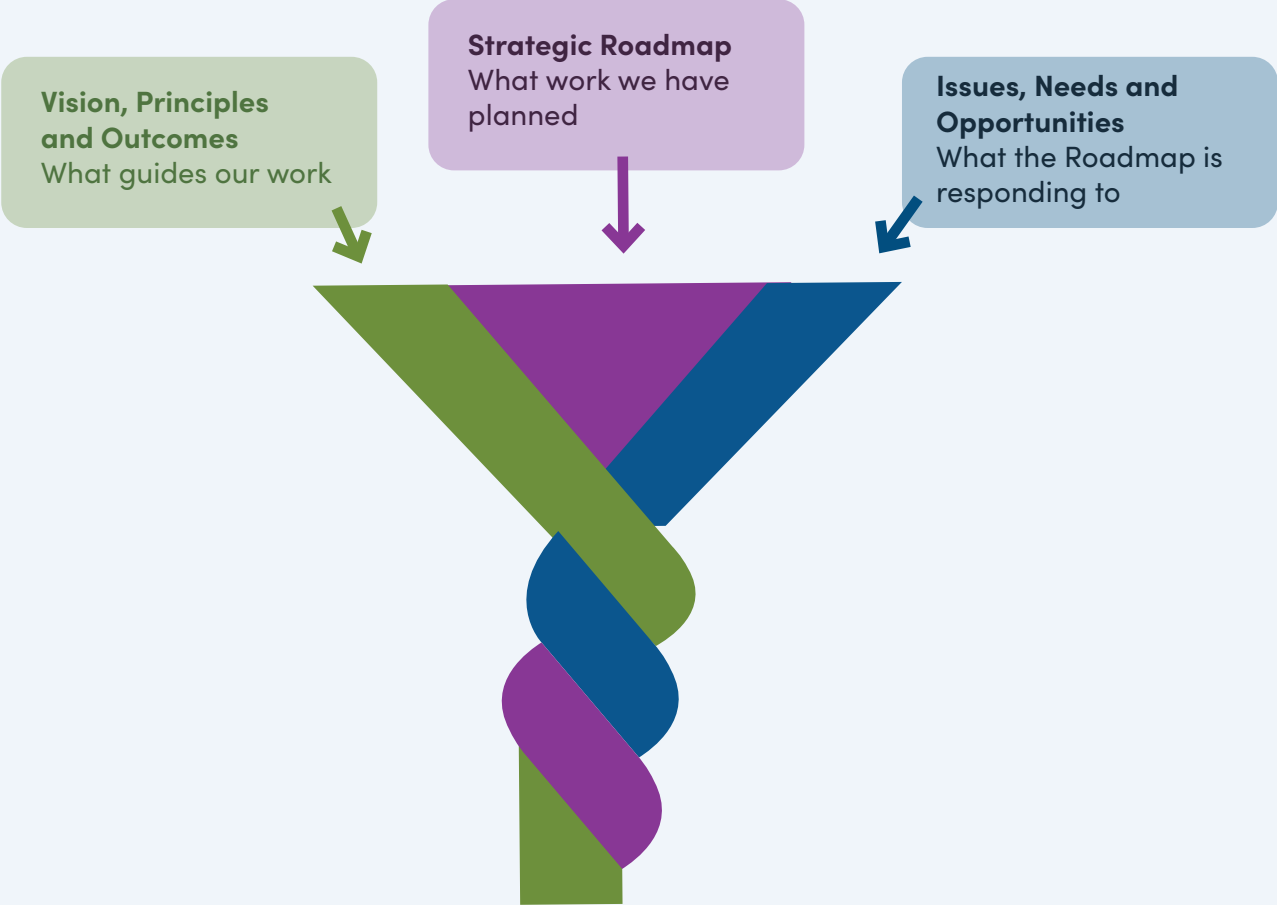 Vision, Principles
and Outcomes
What guides our work
Strategic Roadmap
What work we have
planned
Issues, Needs and
Opportunities
What the Roadmap is
responding to